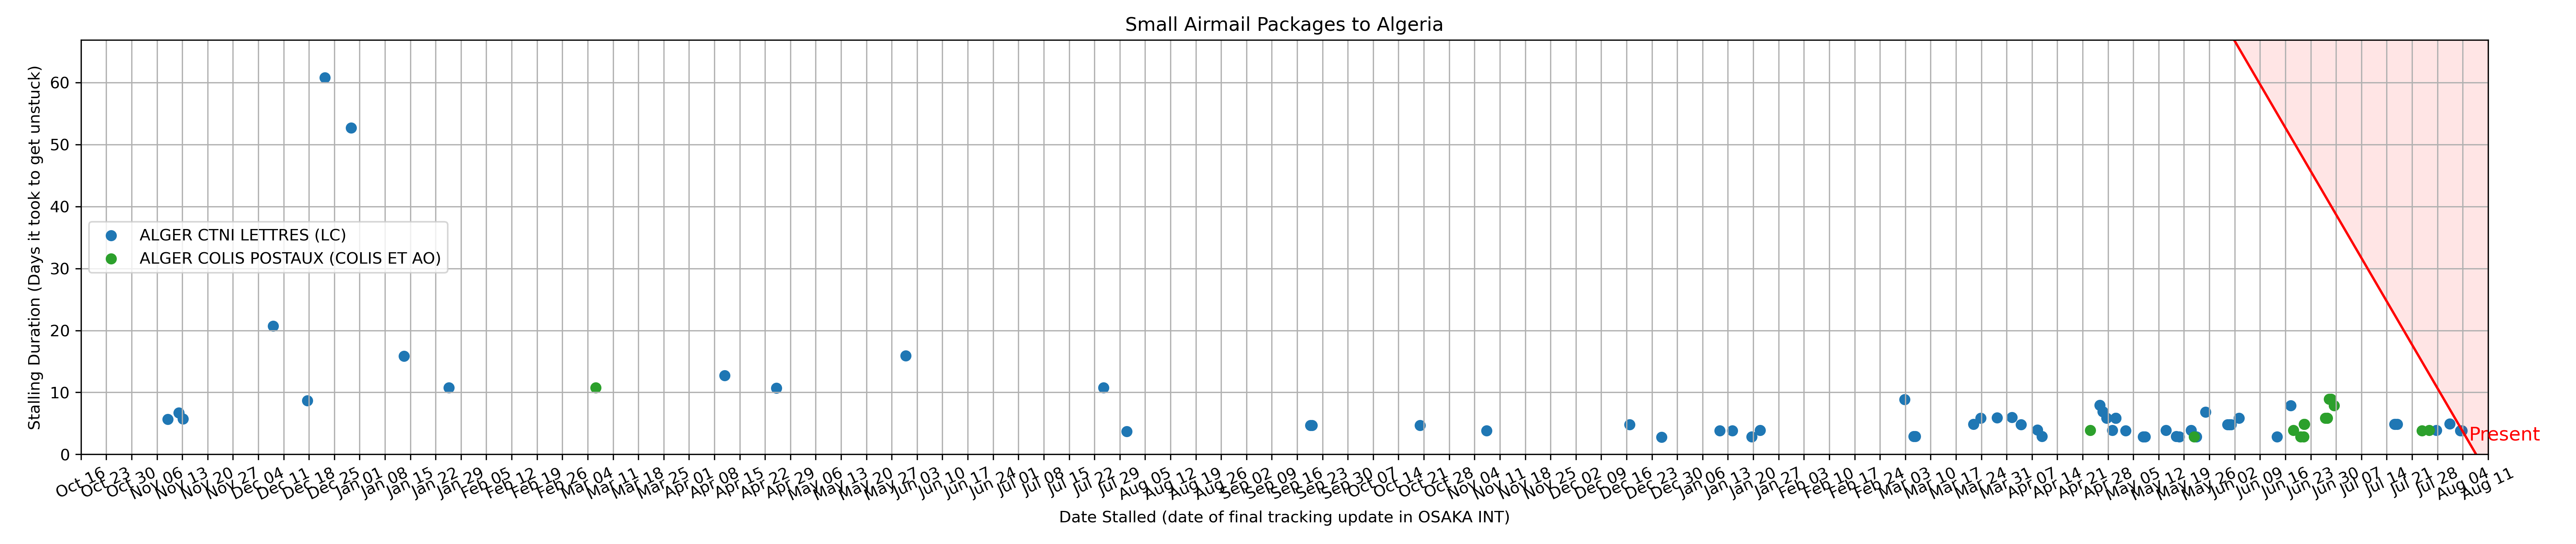 Small Airmail Packages to Algeria
Stalling Duration (Days it took to get unstuck)
60
50
40
30
20
10
0
ALGER CTNI LETTRES (LC)
ALGER COLIS POSTAUX (COLIS ET AO)
Present
Oct 16
Oct 23
Oct 30
Nov 06
Nov 13
Nov 20
Nov 27
Dec 04
Dec 11
Dec 18
Dec 25
Jan 01
Jan 08
Jan 15
Jan 22
Jan 29
Feb 05
Feb 12
Feb 19
Feb 26
Mar 04
Mar 11
Mar 18
Mar 25
Apr 01
Apr 08
Apr 15
Apr 22
Apr 29
May 06
May 13
May 20
May 27
Jun 03
Jun 10
Jun 17
Jun 24
Jul 01
Jul 08
Jul 15
Jul 22
Jul 29
Aug 05
Aug 12
Aug 19
Aug 26
Sep 02
Sep 09
Sep 16
Sep 23
Sep 30
Oct 07
Oct 14
Oct 21
Oct 28
Nov 04
Nov 11
Nov 18
Nov 25
Dec 02
Dec 09
Dec 16
Dec 23
Dec 30
Jan 06
Jan 13
Jan 20
Jan 27
Feb 03
Feb 10
Feb 17
Feb 24
Mar 03
Mar 10
Mar 17
Mar 24
Mar 31
Apr 07
Apr 14
Apr 21
Apr 28
May 05
May 12
May 19
May 26
Jun 02
Jun 09
Jun 16
Jun 23
Jun 30
Jul 07
Jul 14
Jul 21
Jul 28
Aug 04
Aug 11
Date Stalled (date of final tracking update in OSAKA INT)